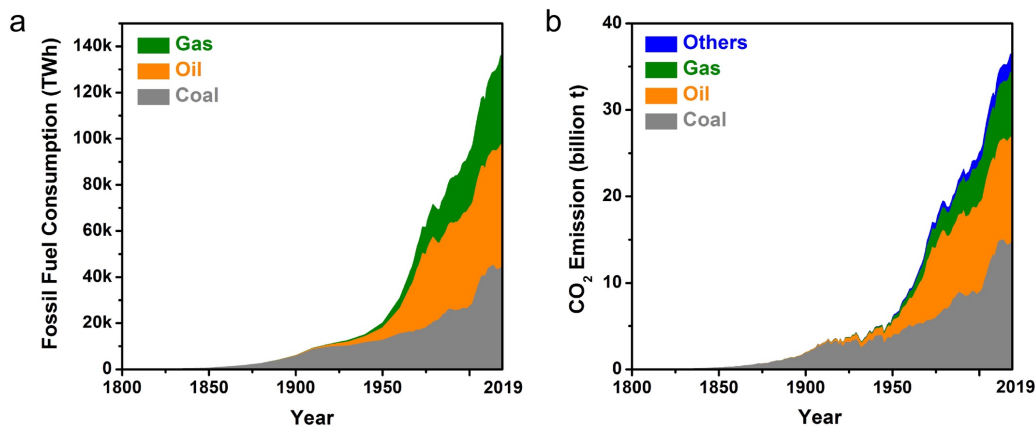 a
Fossil Fuel Consumption (TWh)
140k
120k
100k
80k
60k
40k
20k
0
Gas
Oil
Coal
1800
1850
1900
1950
2019
Year
b
CO₂ Emission (billion t)
40
30
20
10
0
Others
Gas
Oil
Coal
1800
1850
1900
1950
2019
Year